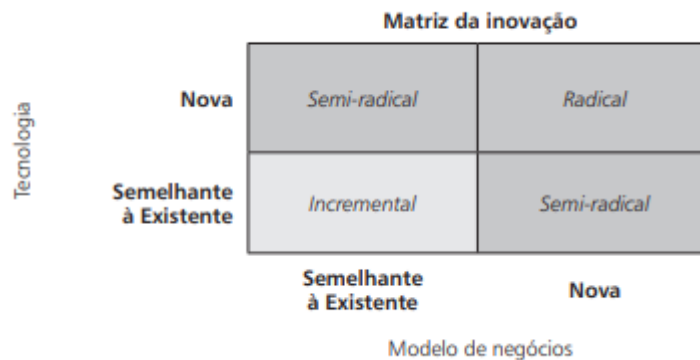 Matriz da inovação
Tecnologia
Nova
Semi-radical
Radical
Semelhante
à Existente
Incremental
Semi-radical
Semelhante
à Existente
Nova
Modelo de negócios